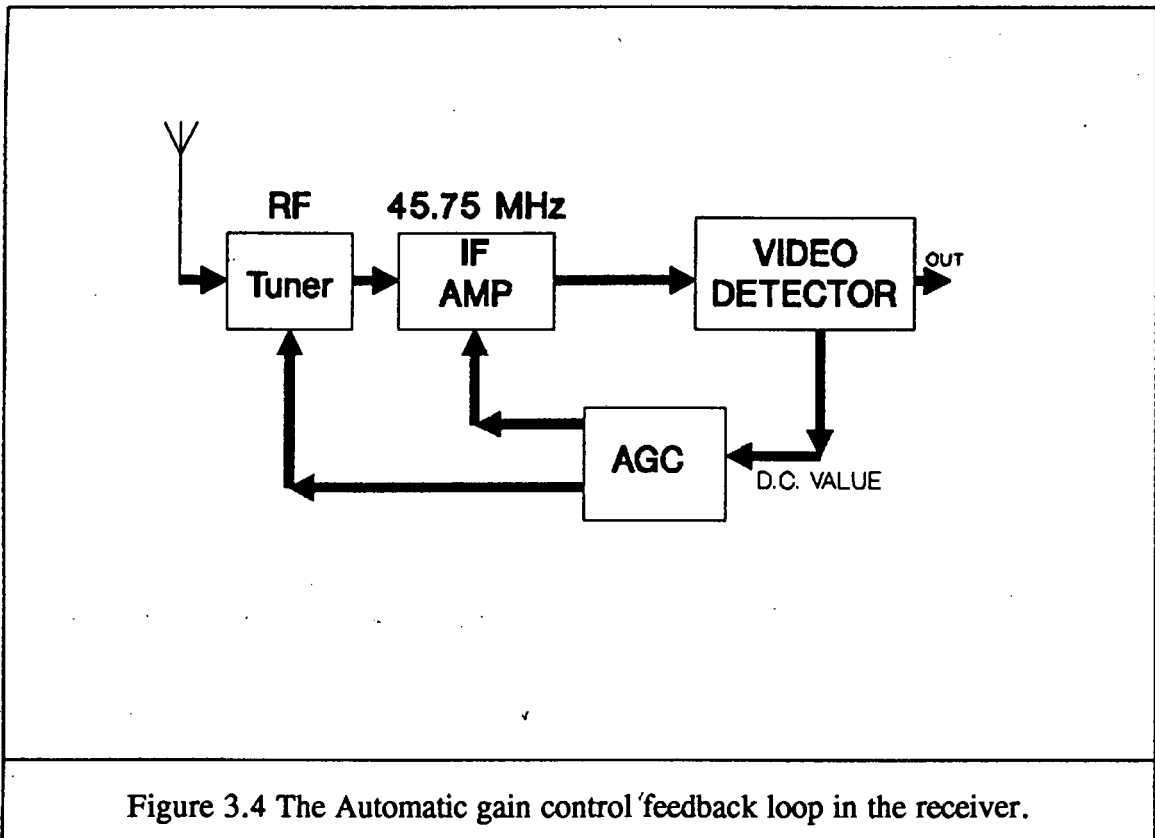 RF
45.75 MHz
Tuner
IF
AMP
VIDEO
DETECTOR
OUT
AGC
D.C. VALUE
Figure 3.4 The Automatic gain control feedback loop in the receiver.